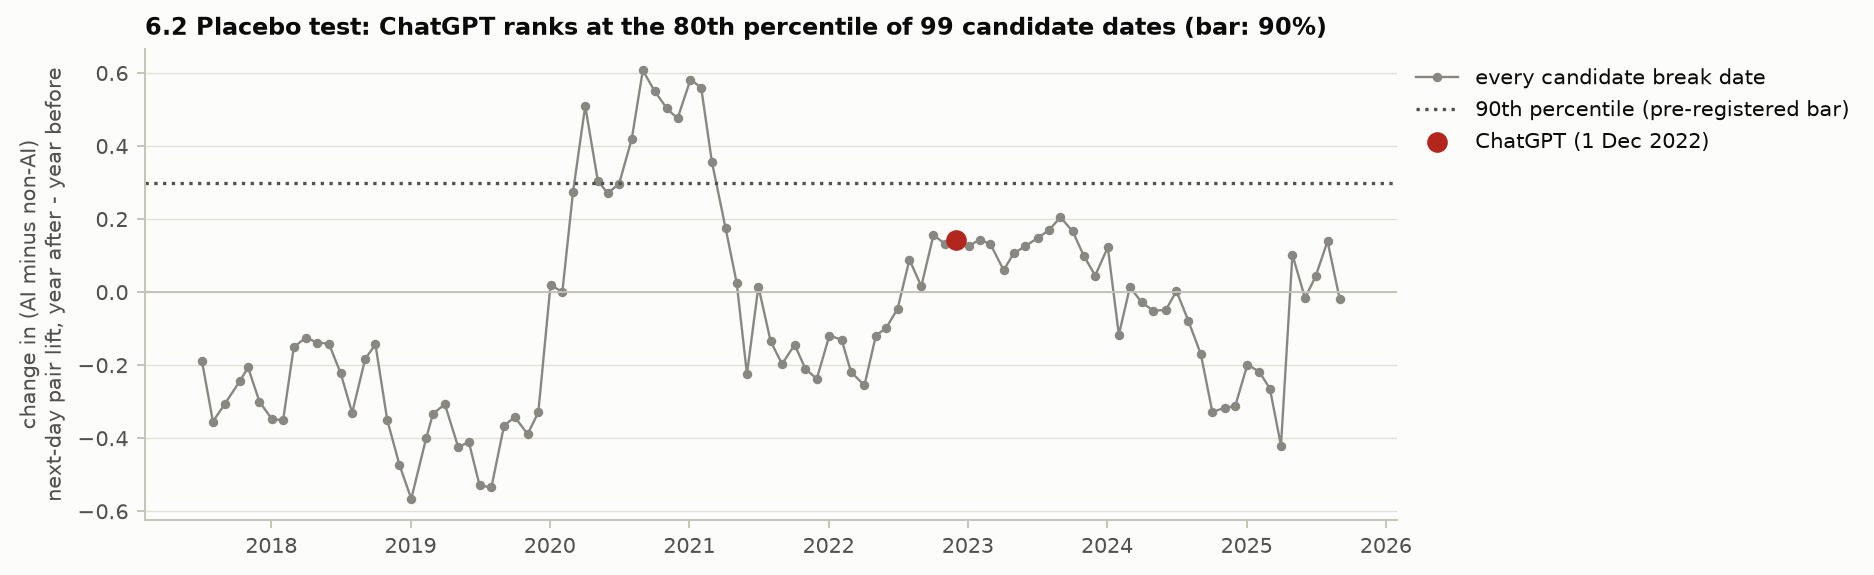 6.2 Placebo test: ChatGPT ranks at the 80th percentile of 99 candidate dates (bar: 90%)
change in (AI minus non-AI)
next-day pair lift, year after - year before
0.6
0.4
0.2
0.0
−0.2
−0.4
−0.6
2018
2019
2020
2021
2022
2023
2024
2025
2026
every candidate break date
90th percentile (pre-registered bar)
ChatGPT (1 Dec 2022)